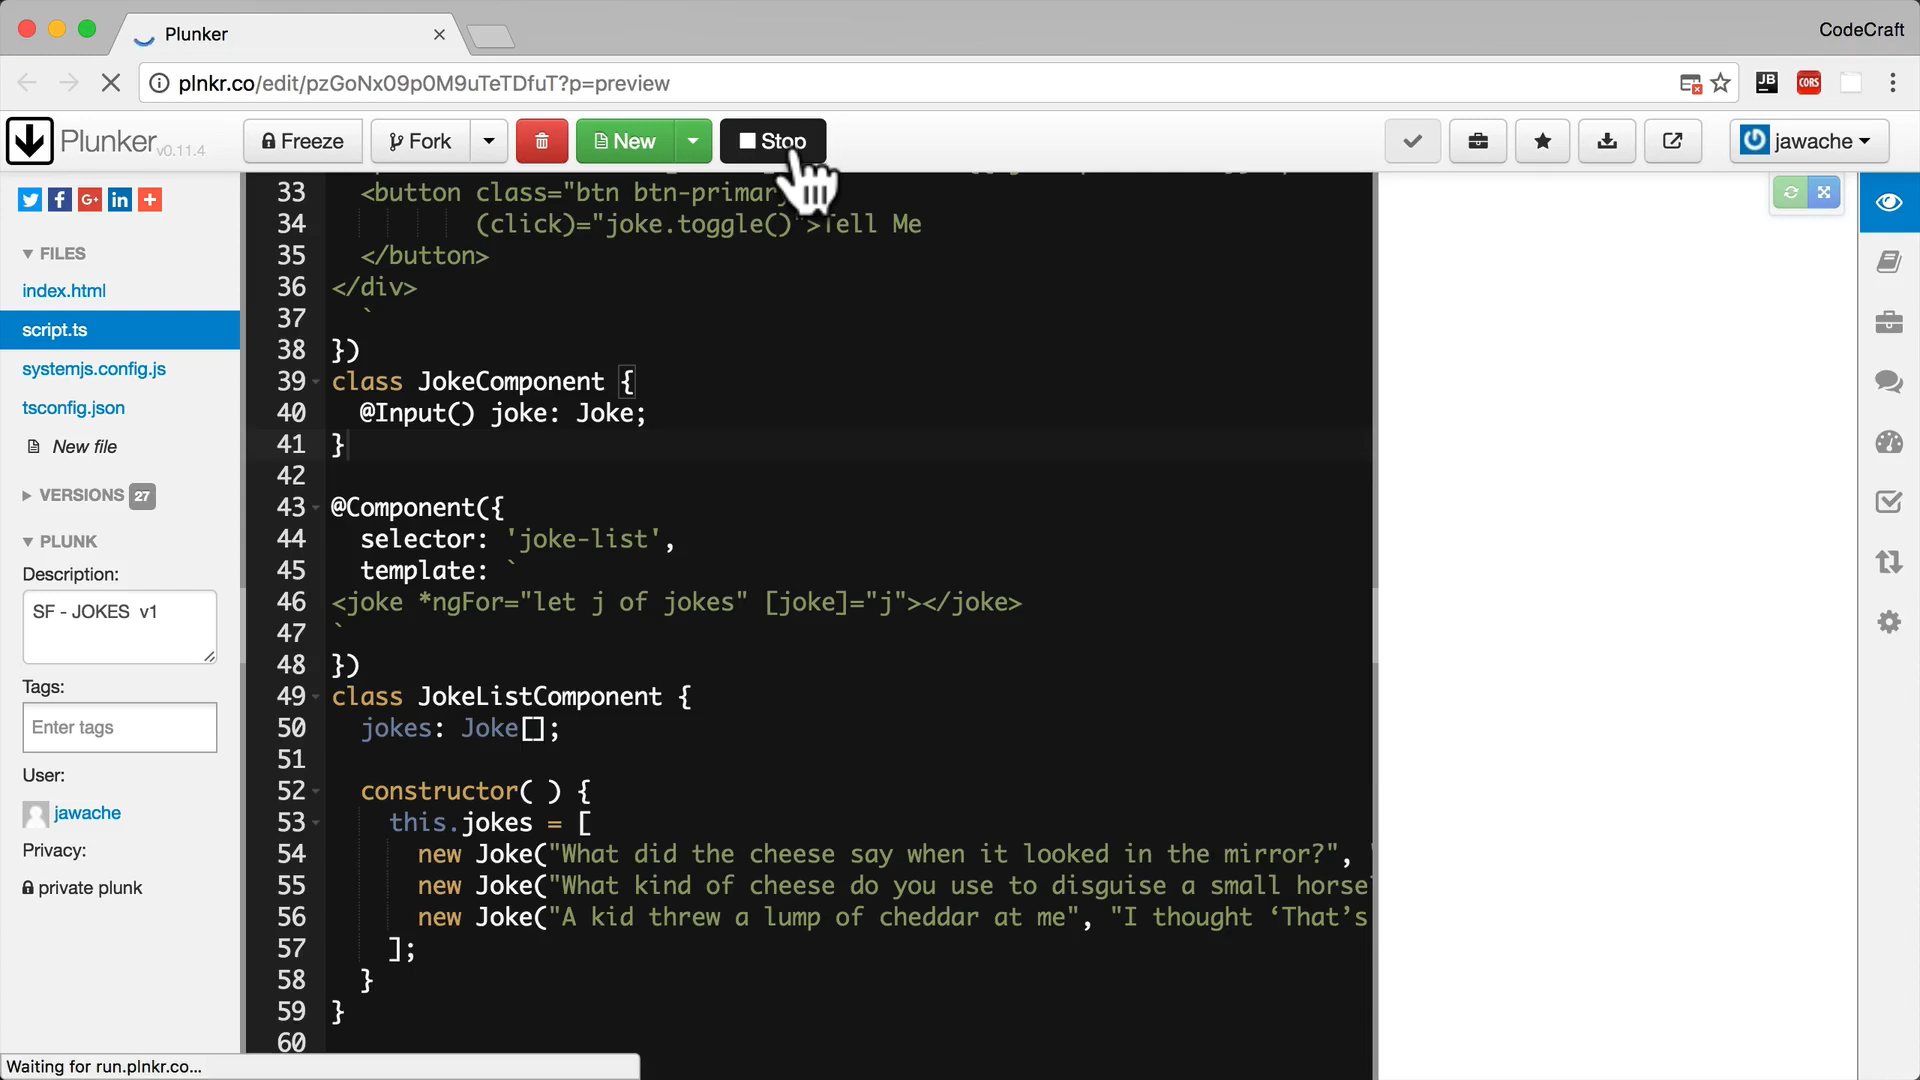 Plunker
CodeCraft
plnkr.co/edit/pzGoNx09p0M9uTeTDfuT?p=preview
JB
CORS
Plunker v0.11.4
Freeze
Fork
New
Stop
jawache
FILES
index.html
script.ts
systemjs.config.js
tsconfig.json
New file
VERSIONS 27
PLUNK
Description:
SF - JOKES v1
Tags:
Enter tags
User:
jawache
Privacy:
private plunk
33 <button class="btn btn-primar
34 (click)="joke.toggle()">Tell Me
35 </button>
36 </div>
37 `
38 })
39 class JokeComponent {
40 @Input() joke: Joke;
41 }
42
43 @Component({
44 selector: 'joke-list',
45 template: `
46 <joke *ngFor="let j of jokes" [joke]="j"></joke>
47 `
48 })
49 class JokeListComponent {
50 jokes: Joke[];
51
52 constructor( ) {
53 this.jokes = [
54 new Joke("What did the cheese say when it looked in the mirror?",
55 new Joke("What kind of cheese do you use to disguise a small horse
56 new Joke("A kid threw a lump of cheddar at me", "I thought ‘That’s
57 ];
58 }
59 }
60
Waiting for run.plnkr.co...